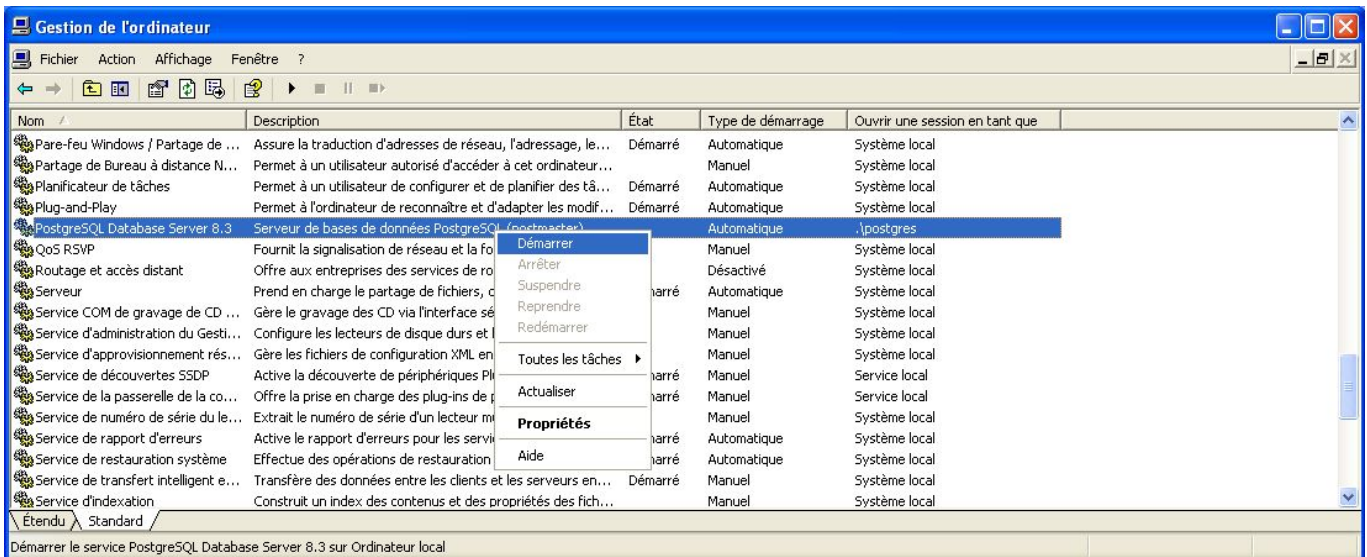 Gestion de l'ordinateur
Fichier Action Affichage Fenêtre ?
Nom Description État Type de démarrage Ouvrir une session en tant que
Pare-feu Windows / Partage de ... Assure la traduction d'adresses de réseau, l'adressage, le... Démarré Automatique Système local
Partage de Bureau à distance N... Permet à un utilisateur autorisé d'accéder à cet ordinateur... Manuel Système local
Planificateur de tâches Permet à un utilisateur de configurer et de planifier des tâ... Démarré Automatique Système local
Plug-and-Play Permet à l'ordinateur de reconnaître et d'adapter les modif... Démarré Automatique Système local
PostgreSQL Database Server 8.3 Serveur de bases de données PostgreSQL (postmaster) Automatique .\postgres
QoS RSVP Fournit la signalisation de réseau et la fo Manuel Système local
Routage et accès distant Offre aux entreprises des services de ro Désactivé Système local
Serveur Prend en charge le partage de fichiers, d marré Automatique Système local
Service COM de gravage de CD ... Gère le gravage des CD via l'interface sé Manuel Système local
Service d'administration du Gesti... Configure les lecteurs de disque durs et l Manuel Système local
Service d'approvisionnement rés... Gère les fichiers de configuration XML en Manuel Système local
Service de découvertes SSDP Active la découverte de périphériques Pl marré Manuel Service local
Service de la passerelle de la co... Offre la prise en charge des plug-ins de p marré Manuel Service local
Service de numéro de série du le... Extrait le numéro de série d'un lecteur m Manuel Système local
Service de rapport d'erreurs Active le rapport d'erreurs pour les servi marré Automatique Système local
Service de restauration système Effectue des opérations de restauration marré Automatique Système local
Service de transfert intelligent e... Transfère des données entre les clients et les serveurs en... Démarré Manuel Système local
Service d'indexation Construit un index des contenus et des propriétés des fich... Manuel Système local
Démarrer
Arrêter
Suspendre
Reprendre
Redémarrer
Toutes les tâches
Actualiser
Propriétés
Aide
Étendu Standard
Démarrer le service PostgreSQL Database Server 8.3 sur Ordinateur local